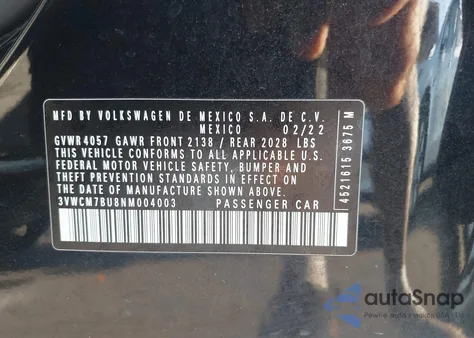 MFD BY VOLKSWAGEN DE MEXICO S.A. DE C.V.
MEXICO 02/22
GVWR4057 GAWR FRONT 2138 / REAR 2028 LBS
THIS VEHICLE CONFORMS TO ALL APPLICABLE
FEDERAL MOTOR VEHICLE SAFETY, BUMPER, AND
THEFT PREVENTION STANDARDS IN EFFECT ON
THE DATE OF MANUFACTURE SHOWN ABOVE.
3VWCM7BU8NM004003 PASSENGER CAR
4521615 3675 M
autoSnap
Pewne auto z